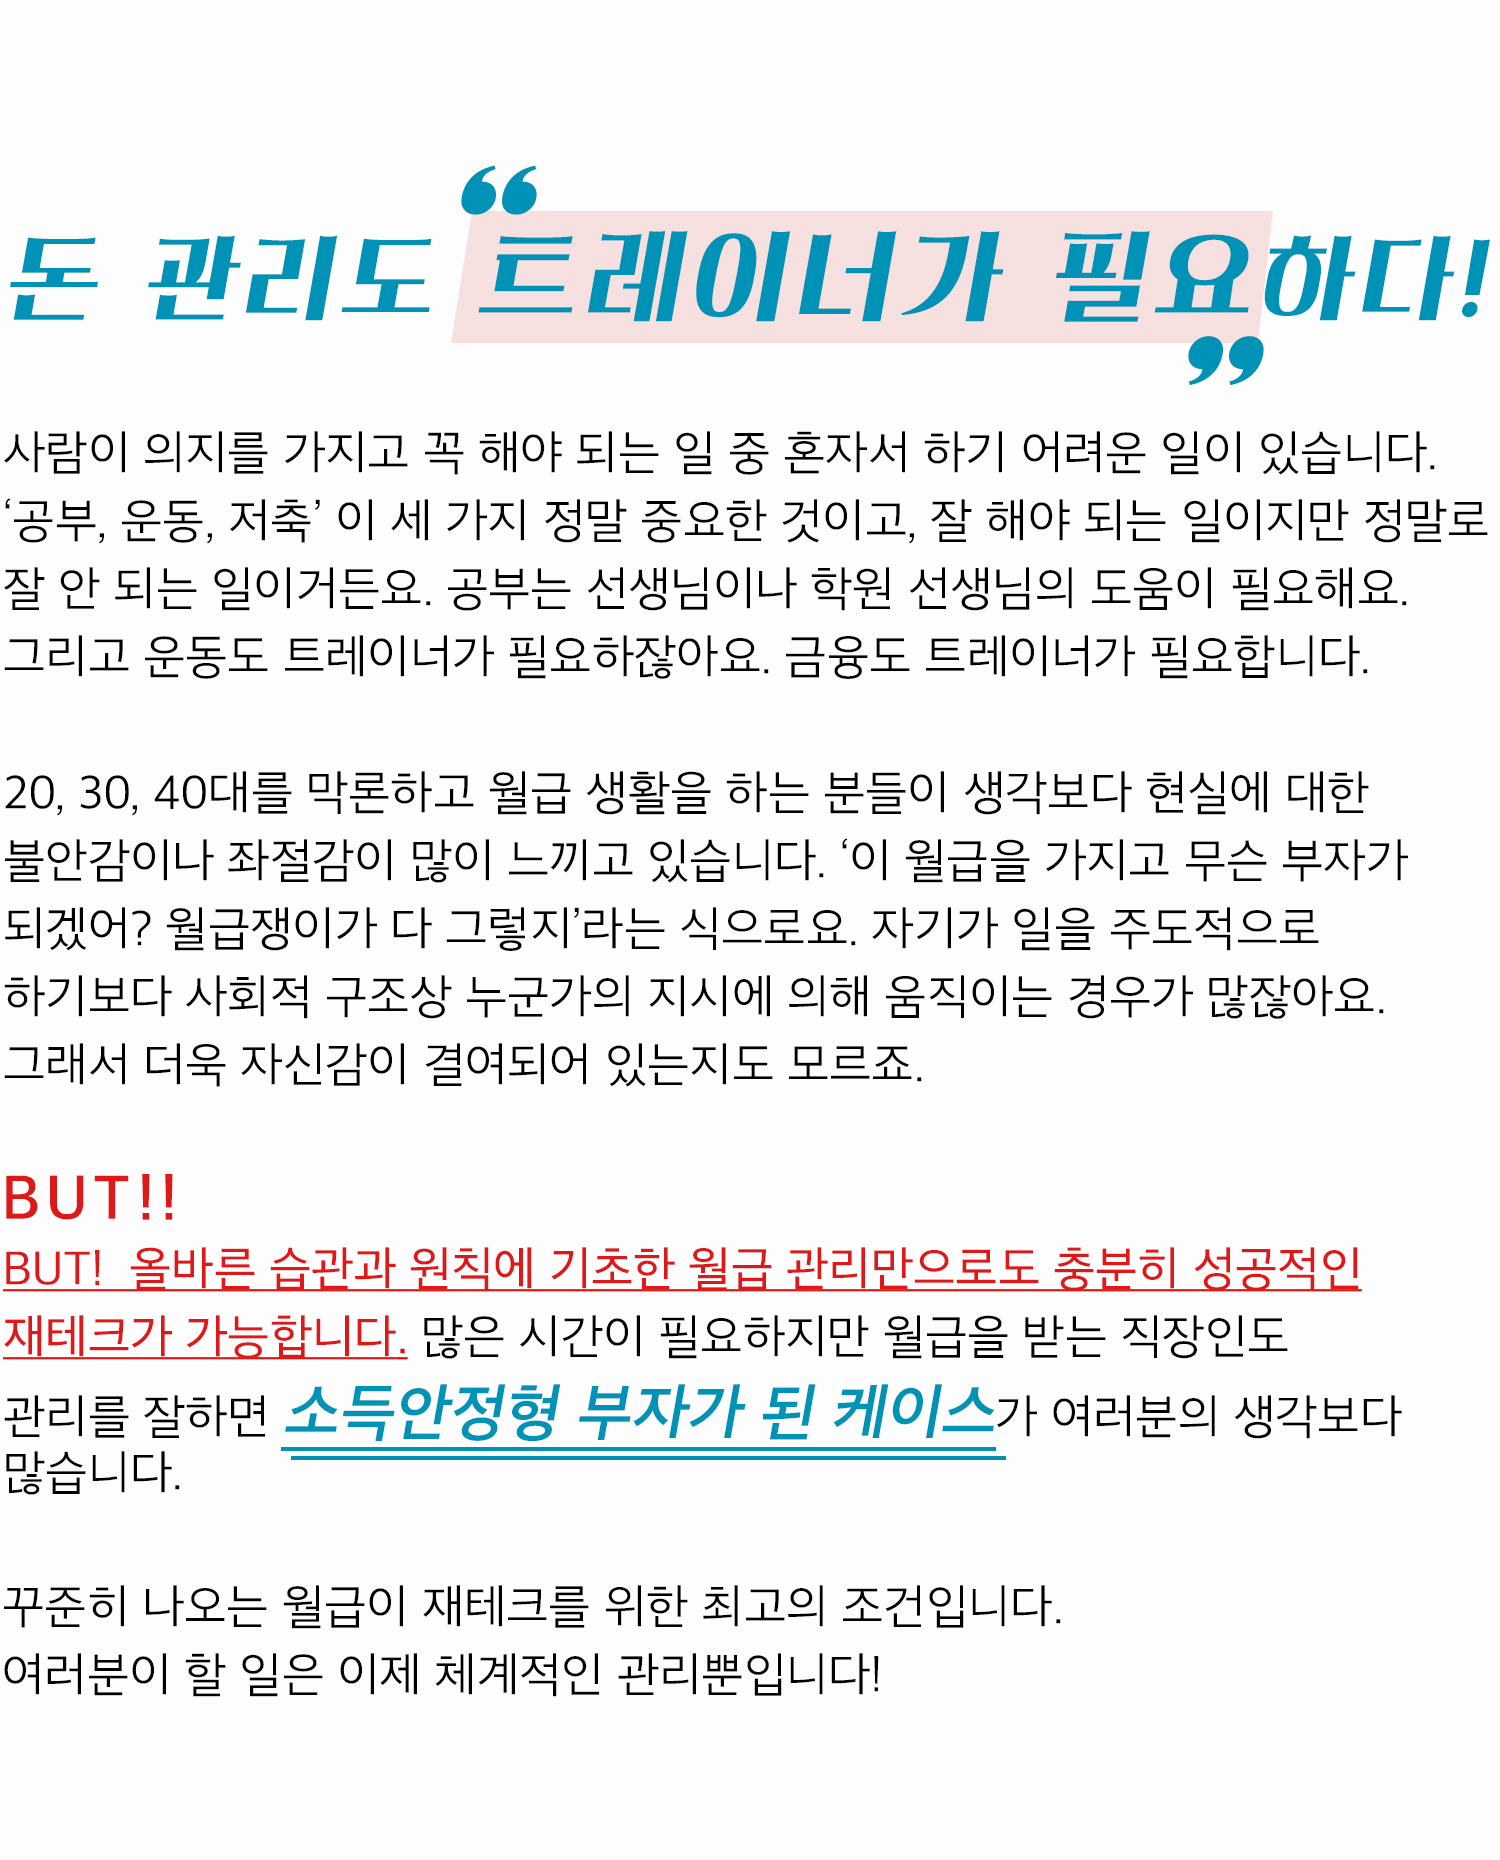 돈 관리도 “트레이너가 필요하다!”
사람이 의지를 가지고 꼭 해야 되는 일 중 혼자서 하기 어려운 일이 있습니다.
‘공부, 운동, 저축’ 이 세 가지 정말 중요한 것이고, 잘 해야 되는 일이지만 정말로
잘 안 되는 일이거든요. 공부는 선생님이나 학원 선생님의 도움이 필요해요.
그리고 운동도 트레이너가 필요하잖아요. 금융도 트레이너가 필요합니다.
20, 30, 40대를 막론하고 월급 생활을 하는 분들이 생각보다 현실에 대한
불안감이나 좌절감이 많이 느끼고 있습니다. ‘이 월급을 가지고 무슨 부자가
되겠어? 월급쟁이가 다 그렇지’라는 식으로요. 자기가 일을 주도적으로
하기보다 사회적 구조상 누군가의 지시에 의해 움직이는 경우가 많잖아요.
그래서 더욱 자신감이 결여되어 있는지도 모르죠.
BUT!!
BUT! 올바른 습관과 원칙에 기초한 월급 관리만으로도 충분히 성공적인
재테크가 가능합니다. 많은 시간이 필요하지만 월급을 받는 직장인도
관리를 잘하면 소득안정형 부자가 된 케이스가 여러분의 생각보다
많습니다.
꾸준히 나오는 월급이 재테크를 위한 최고의 조건입니다.
여러분이 할 일은 이제 체계적인 관리뿐입니다!